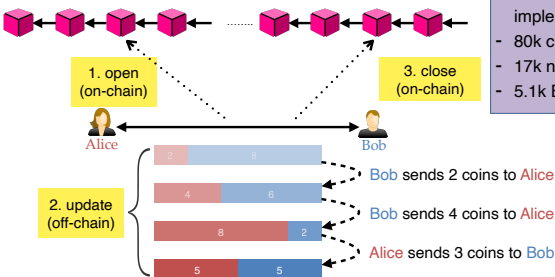 imple
- 80k c
- 17k n
- 5.1k
1. open
(on-chain)
3. close
(on-chain)
Alice
Bob
2 8
Bob sends 2 coins to Alice
4 6
2. update
(off-chain)
Bob sends 4 coins to Alice
8 2
Alice sends 3 coins to Bob
5 5